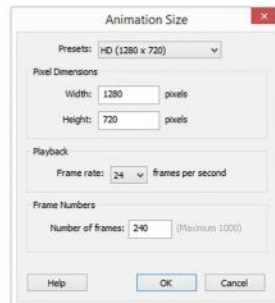 Animation Size
Presets: HD (1280 x 720)
Pixel Dimensions
Width: 1280 pixels
Height: 720 pixels
Playback
Frame rate: 24 frames per second
Frame Numbers
Number of frames: 240 (Maximum 1000)
Help OK Cancel